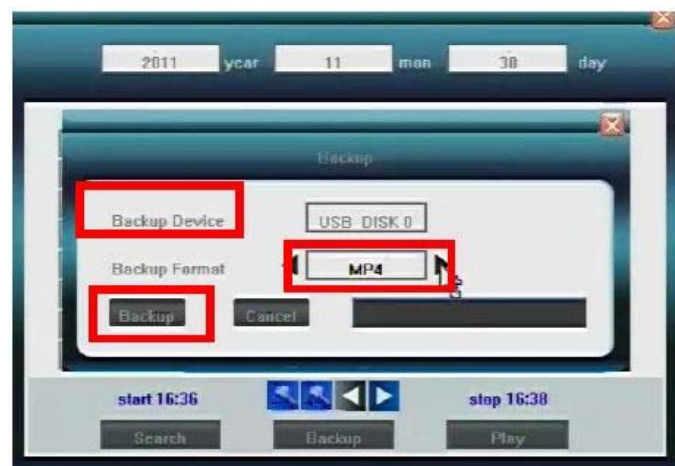 2011 year 11 mon 30 day
Backup
Backup Device USB DISK 0
Backup Format MP4
Backup Cancel
start 16:36 stop 16:38
Search Backup Play